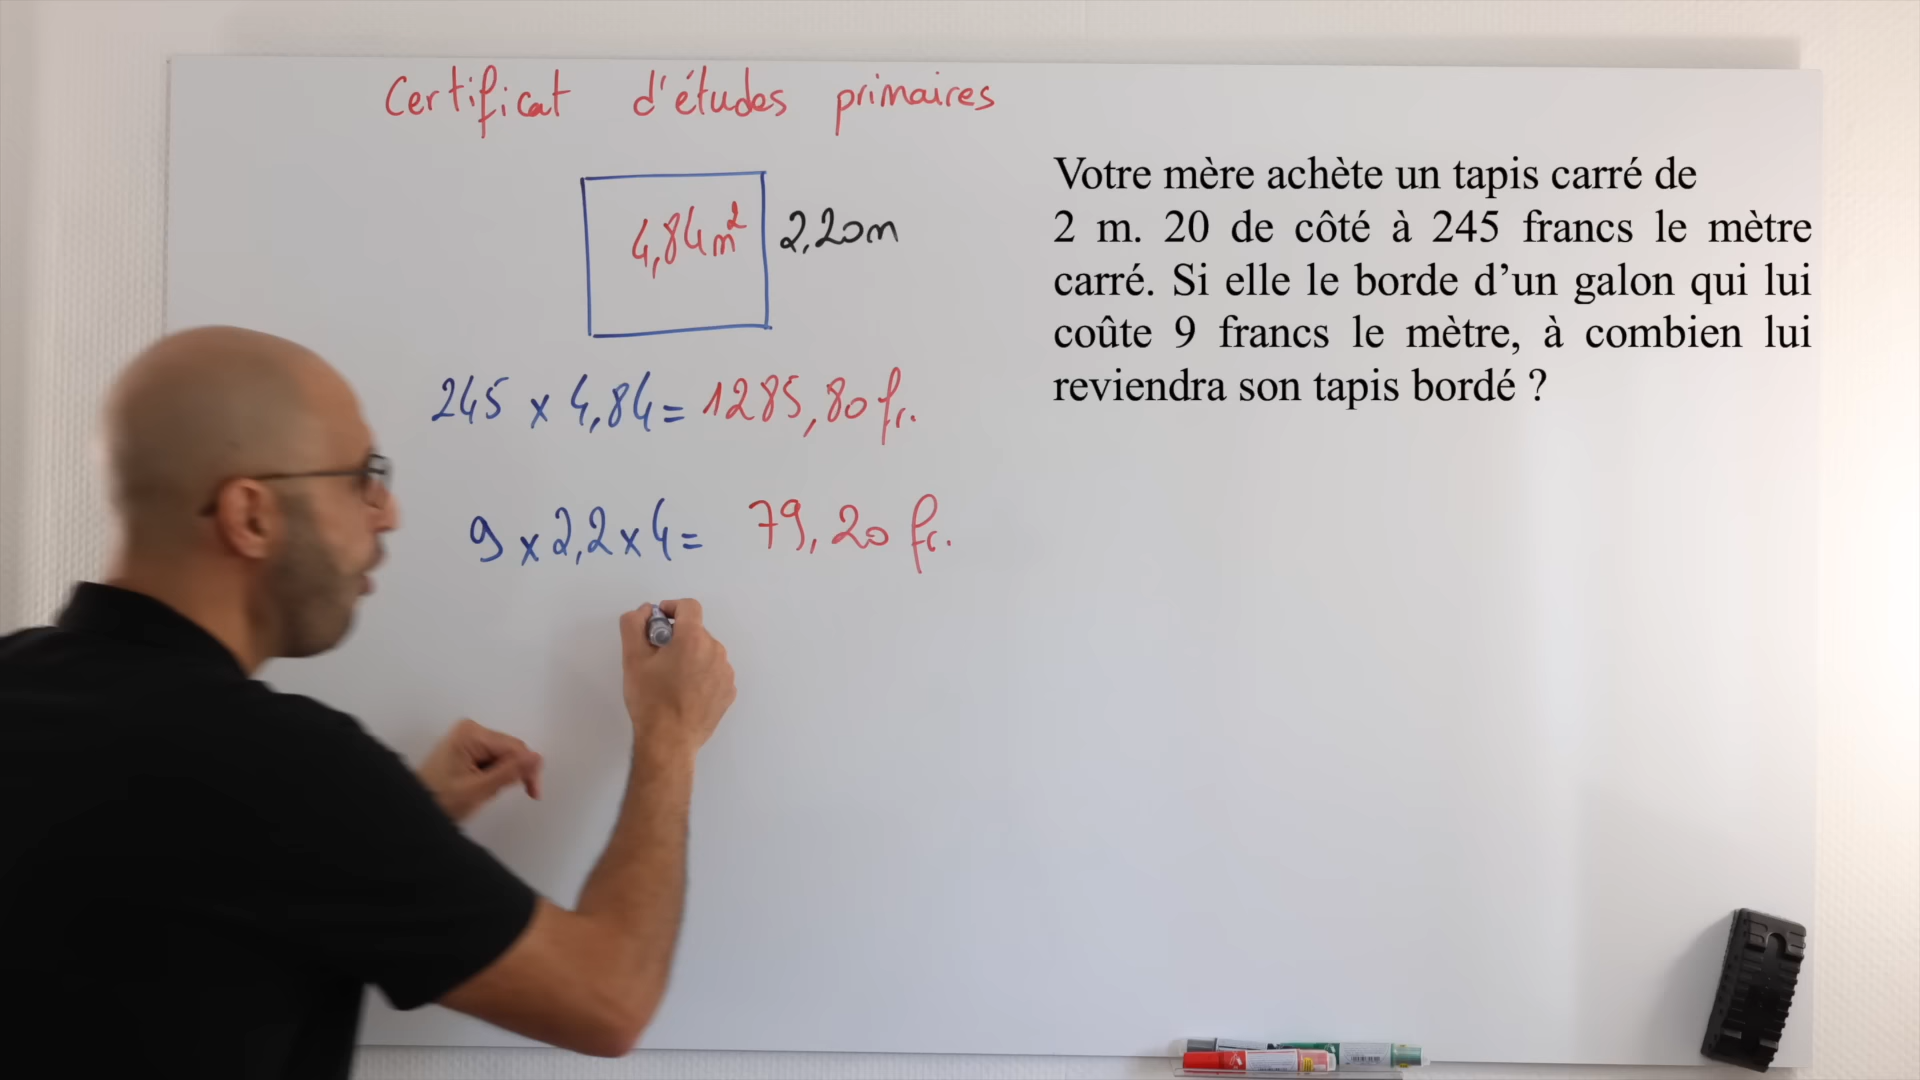 Certificat d'études primaires
4,84m²
2,20m
245 x 4,84 = 1285,80 fr.
9 x 2,2 x 4 = 79,20 fr.
Votre mère achète un tapis carré de
2 m. 20 de côté à 245 francs le mètre
carré. Si elle le borde d’un galon qui lui
coûte 9 francs le mètre, à combien lui
reviendra son tapis bordé ?